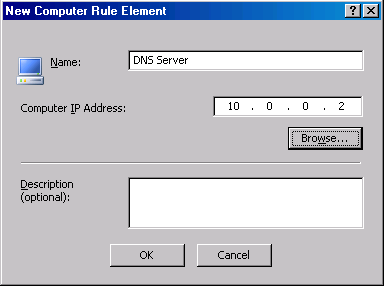 New Computer Rule Element
Name: DNS Server
Computer IP Address: 10 . 0 . 0 . 2
Browse...
Description
(optional):
OK Cancel